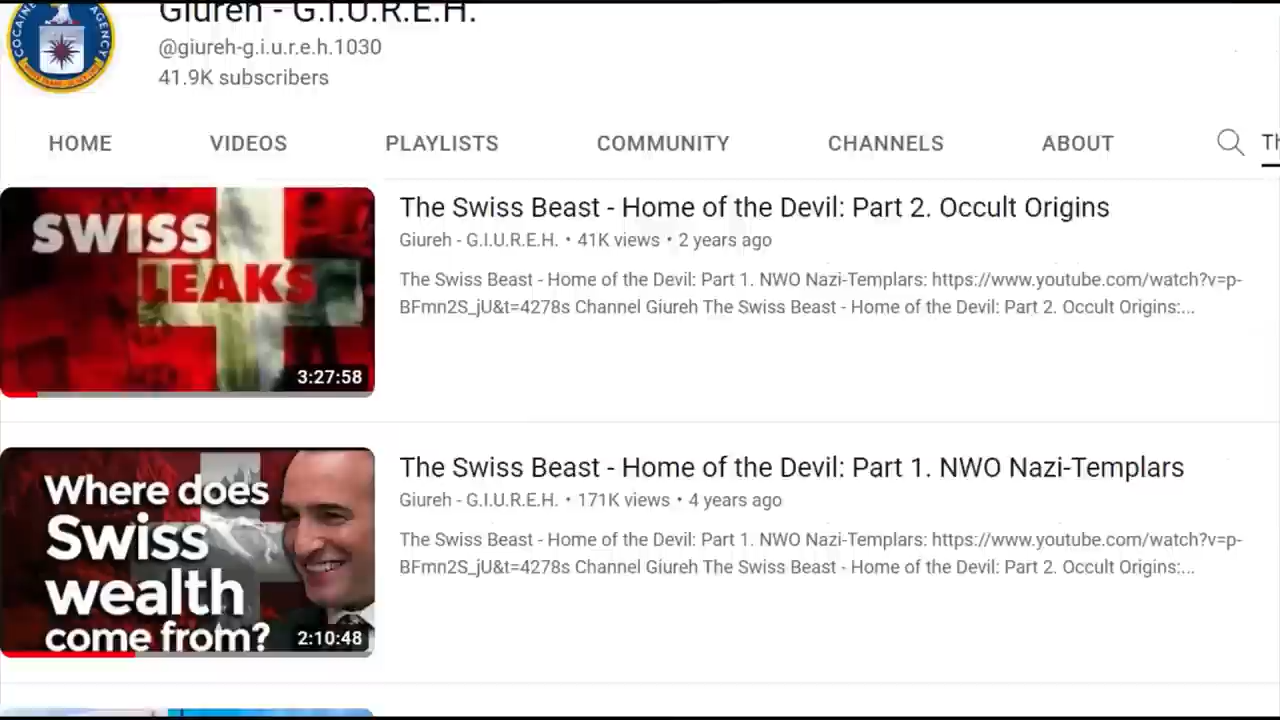 Giureh - G.I.U.R.E.H.
COCAINE AGENCY
@giureh-g.i.u.r.e.h.1030
41.9K subscribers
HOME VIDEOS PLAYLISTS COMMUNITY CHANNELS ABOUT
SWISS
LEAKS
3:27:58
The Swiss Beast - Home of the Devil: Part 2. Occult Origins
Giureh - G.I.U.R.E.H. • 41K views • 2 years ago
The Swiss Beast - Home of the Devil: Part 1. NWO Nazi-Templars: https://www.youtube.com/watch?v=p-
BFmn2S_jU&t=4278s Channel Giureh The Swiss Beast - Home of the Devil: Part 2. Occult Origins:...
Where does
Swiss
wealth
come from?
2:10:48
The Swiss Beast - Home of the Devil: Part 1. NWO Nazi-Templars
Giureh - G.I.U.R.E.H. • 171K views • 4 years ago
The Swiss Beast - Home of the Devil: Part 1. NWO Nazi-Templars: https://www.youtube.com/watch?v=p-
BFmn2S_jU&t=4278s Channel Giureh The Swiss Beast - Home of the Devil: Part 2. Occult Origins:...